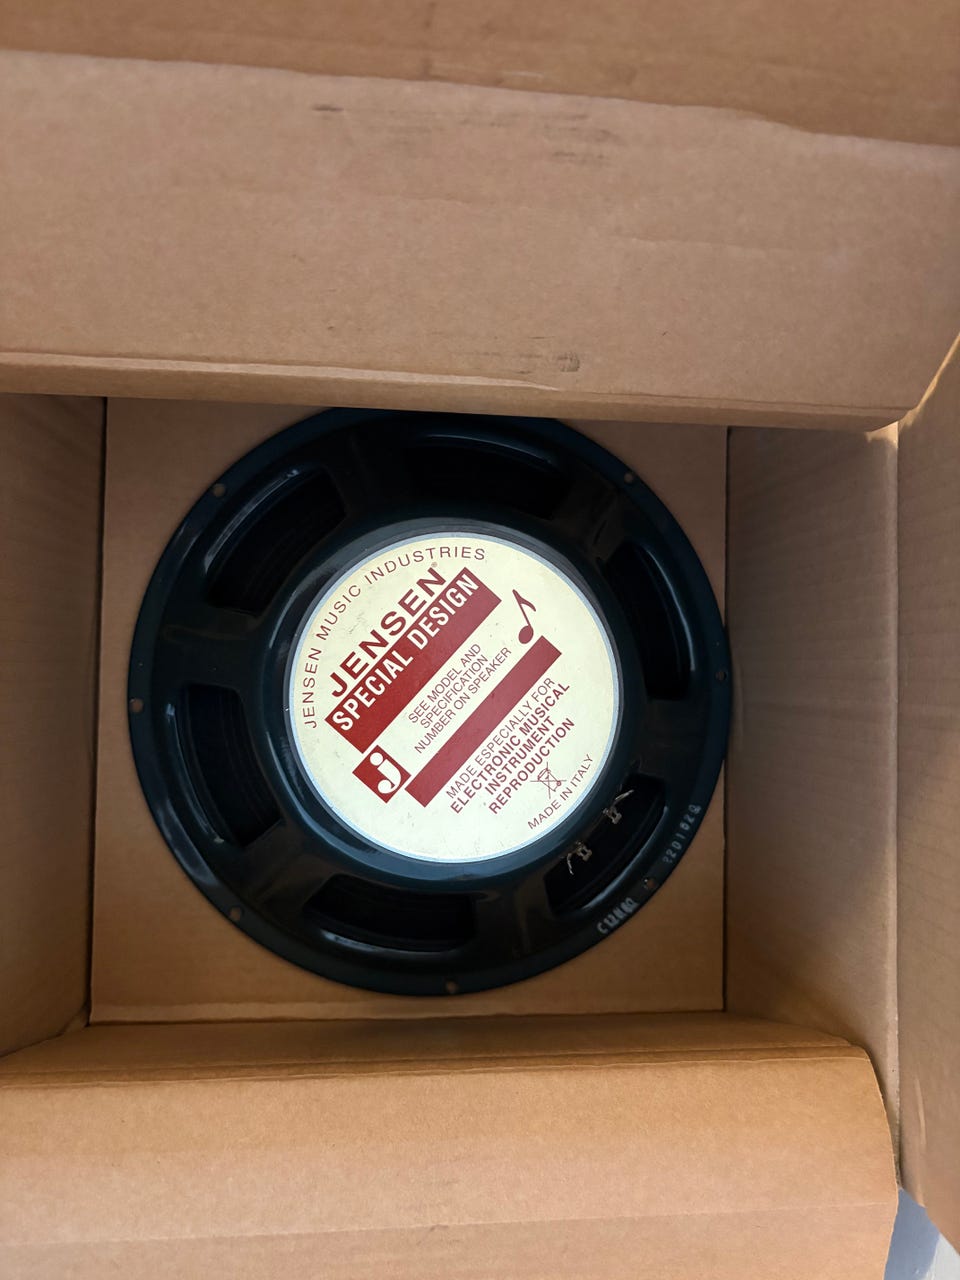 JENSEN MUSIC INDUSTRIES
JENSEN®
SPECIAL DESIGN
SEE MODEL AND
SPECIFICATION
NUMBER ON SPEAKER
j
MADE ESPECIALLY FOR
ELECTRONIC MUSICAL
INSTRUMENT
REPRODUCTION
MADE IN ITALY